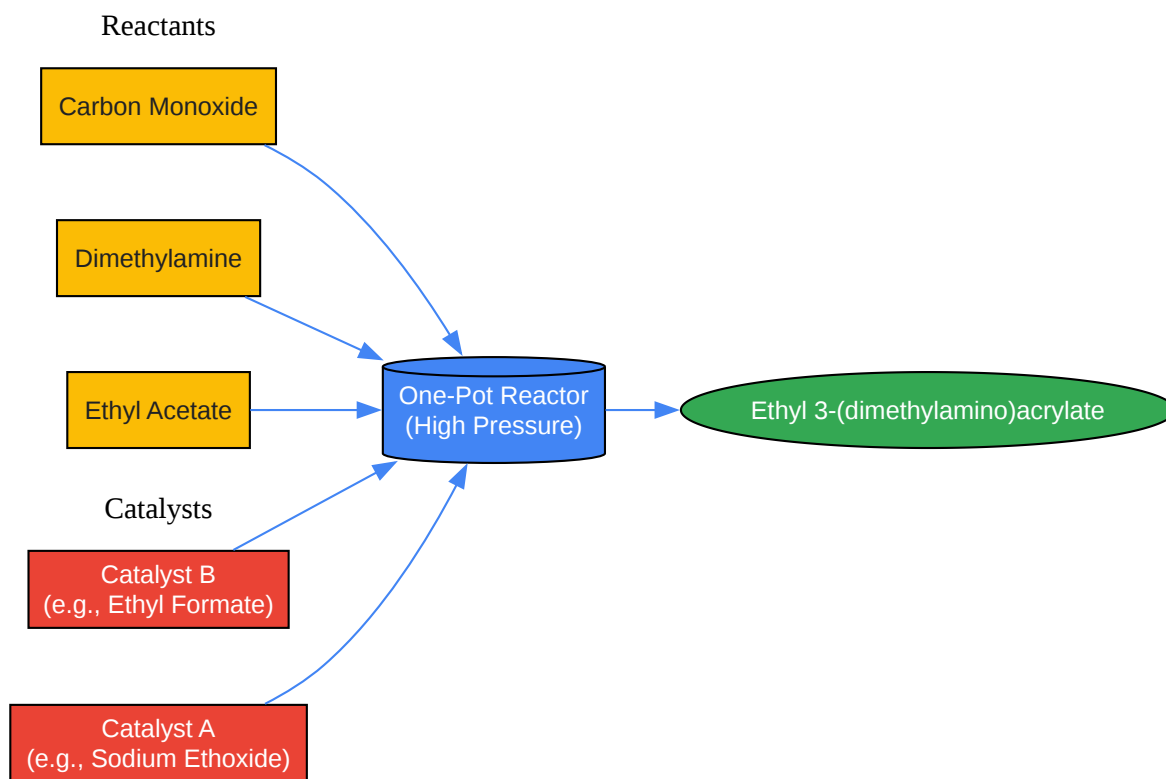 Reactants
Carbon Monoxide
Dimethylamine
Ethyl Acetate
One-Pot Reactor
(High Pressure)
Ethyl 3-(dimethylamino)acrylate
Catalysts
Catalyst B
(e.g., Ethyl Formate)
Catalyst A
(e.g., Sodium Ethoxide)